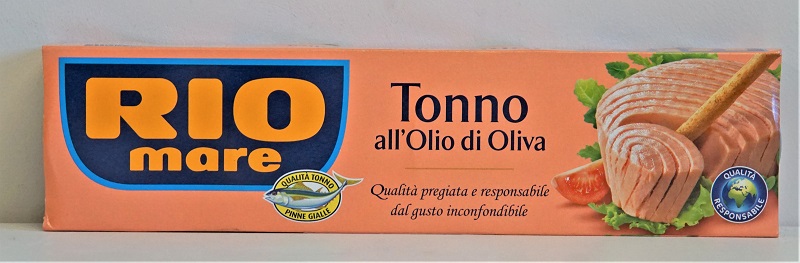 RIO
mare
QUALITÀ TONNO
PINNE GIALLE
Tonno
all'Olio di Oliva
Qualità pregiata e responsabile
dal gusto inconfondibile
QUALITÀ
RESPONSABILE